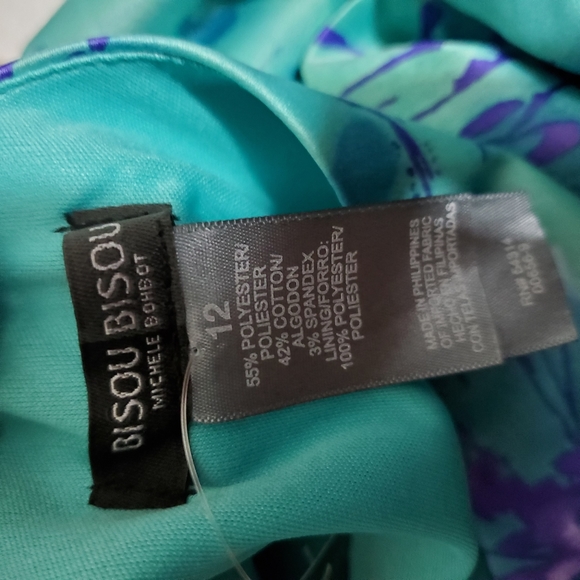 BISOU BISOU
MICHELE BOHBOT
12
55% POLYESTER/
POLIESTER
42% COTTON/
ALGODON
3% SPANDEX
LINING/FORRO:
100% POLYESTER/
POLIESTER
MADE IN PHILIPPINES
OF IMPORTED FABRIC
HECHO EN FILIPINAS
CON TELA IMPORTADAS